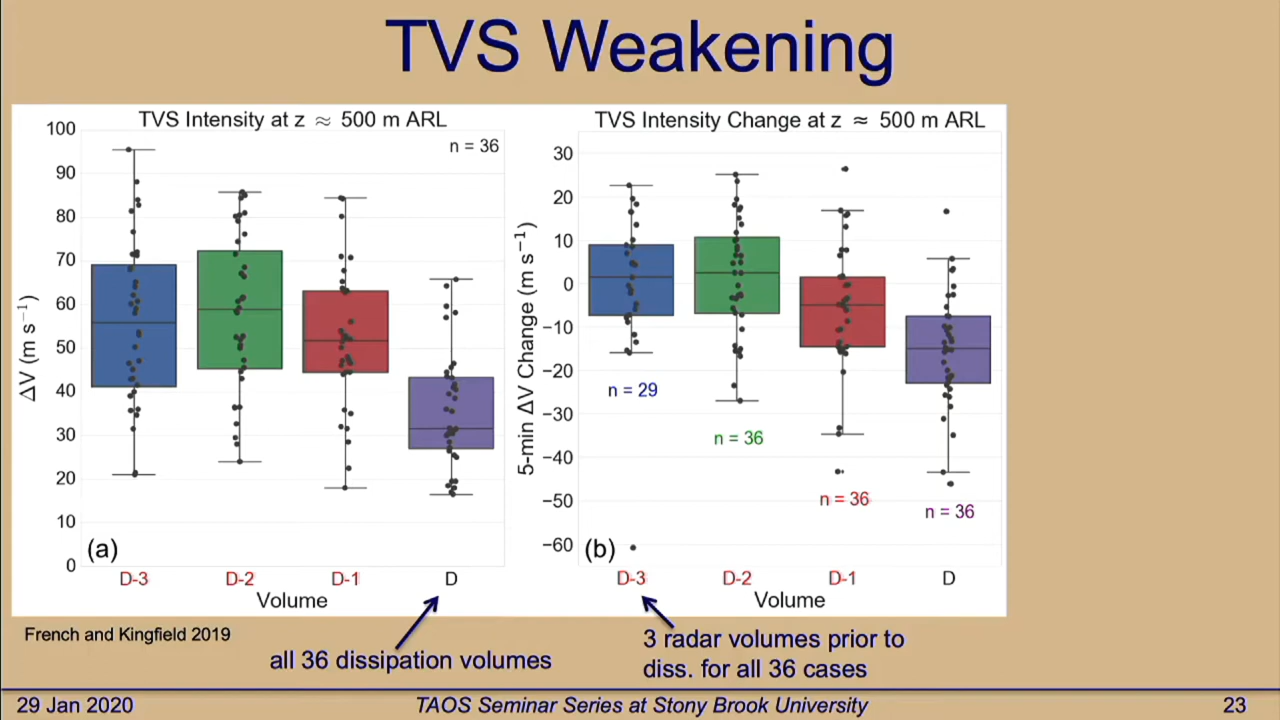 TVS Weakening
TVS Intensity at z ≈ 500 m ARL
n = 36
100
90
80
70
60
50
40
30
20
10
0
ΔV (m s⁻¹)
(a)
D-3 D-2 D-1 D
Volume
TVS Intensity Change at z ≈ 500 m ARL
30
20
10
0
−10
−20
−30
−40
−50
−60
5-min ΔV Change (m s⁻¹)
n = 29
n = 36
n = 36
n = 36
(b)
D-3 D-2 D-1 D
Volume
French and Kingfield 2019
all 36 dissipation volumes
3 radar volumes prior to
diss. for all 36 cases
29 Jan 2020
TAOS Seminar Series at Stony Brook University
23